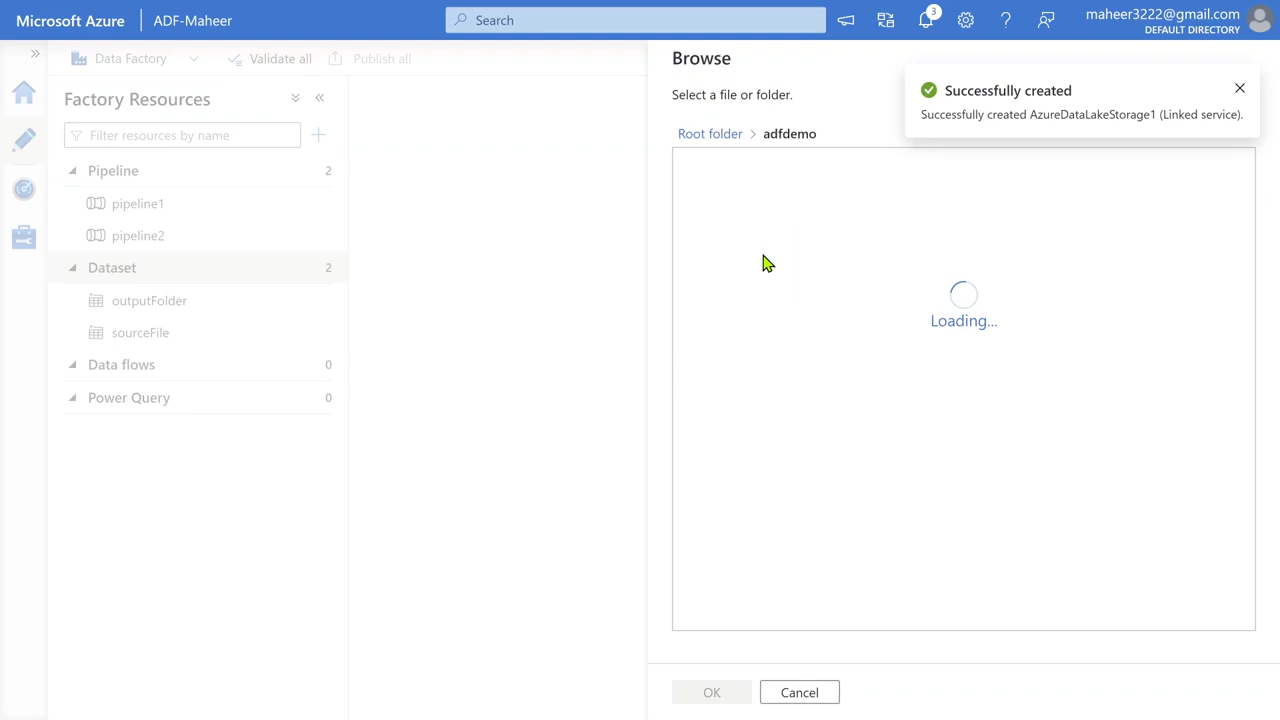 Microsoft Azure
ADF-Maheer
Search
3
maheer3222@gmail.com
DEFAULT DIRECTORY
Data Factory
Validate all
Publish all
Factory Resources
Filter resources by name
Pipeline 2
pipeline1
pipeline2
Dataset 2
outputFolder
sourceFile
Data flows 0
Power Query 0
Browse
Select a file or folder.
Root folder > adfdemo
Successfully created
Successfully created AzureDataLakeStorage1 (Linked service).
Loading...
OK
Cancel